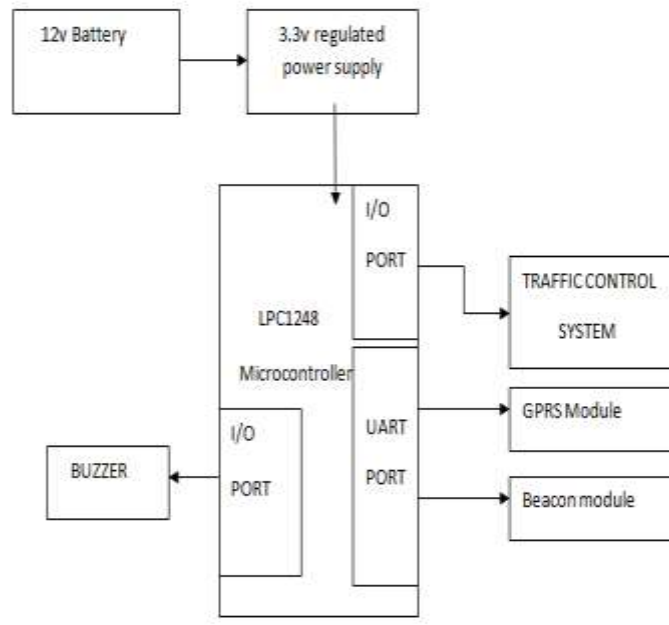 12v Battery
3.3v regulated
power supply
I/O
PORT
LPC1248
Microcontroller
TRAFFIC CONTROL
SYSTEM
GPRS Module
UART
PORT
I/O
PORT
BUZZER
Beacon module